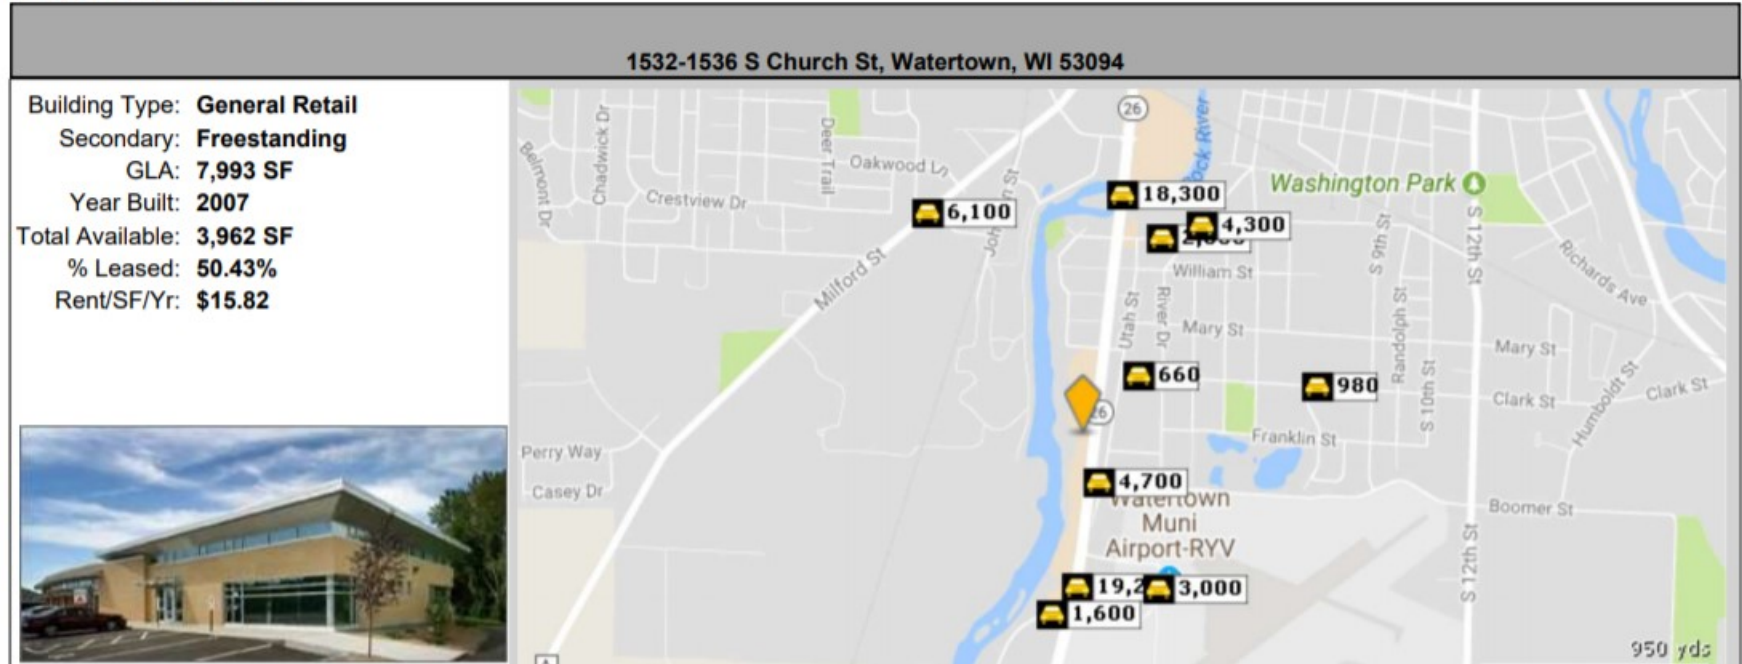 1532-1536 S Church St, Watertown, WI 53094
Building Type: General Retail
Secondary: Freestanding
GLA: 7,993 SF
Year Built: 2007
Total Available: 3,962 SF
% Leased: 50.43%
Rent/SF/Yr: $15.82
26
Rock River
Belmont Dr
Chadwick Dr
Deer Trail
Oakwood Ln
Crestview Dr
6,100
18,300
4,300
Washington Park
S 12th St
S 9th St
Richards Ave
Milford St
William St
Utah St
River Dr
Mary St
Randolph St
Mary St
660
980
S 10th St
Clark St
Clark St
Humboldt St
26
Franklin St
Perry Way
Casey Dr
4,700
Watertown
Muni
Airport-RYV
Boomer St
S 12th St
3,000
1,600
950 yds